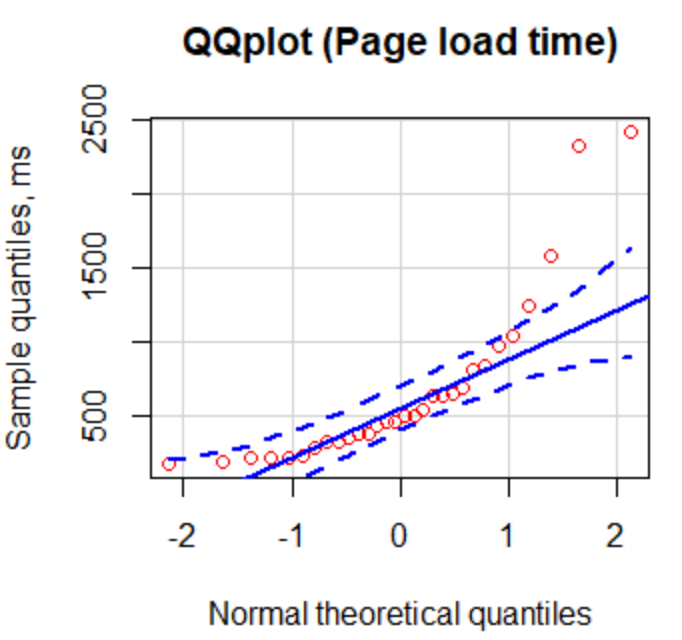 QQplot (Page load time)
Sample quantiles, ms
2500
1500
500
-2 -1 0 1 2
Normal theoretical quantiles